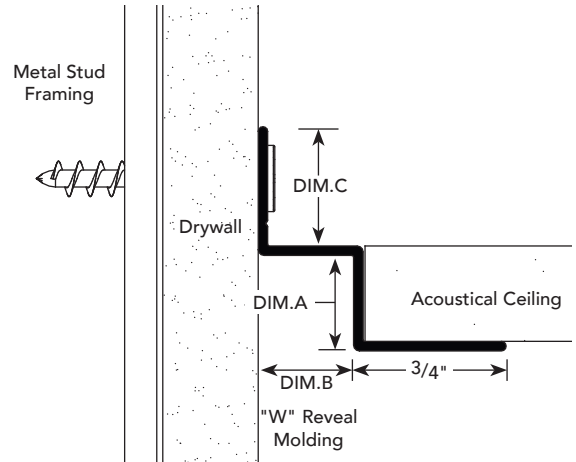 Metal Stud
Framing
DIM.C
Drywall
DIM.A
Acoustical Ceiling
3/4"
DIM.B
"W" Reveal
Molding